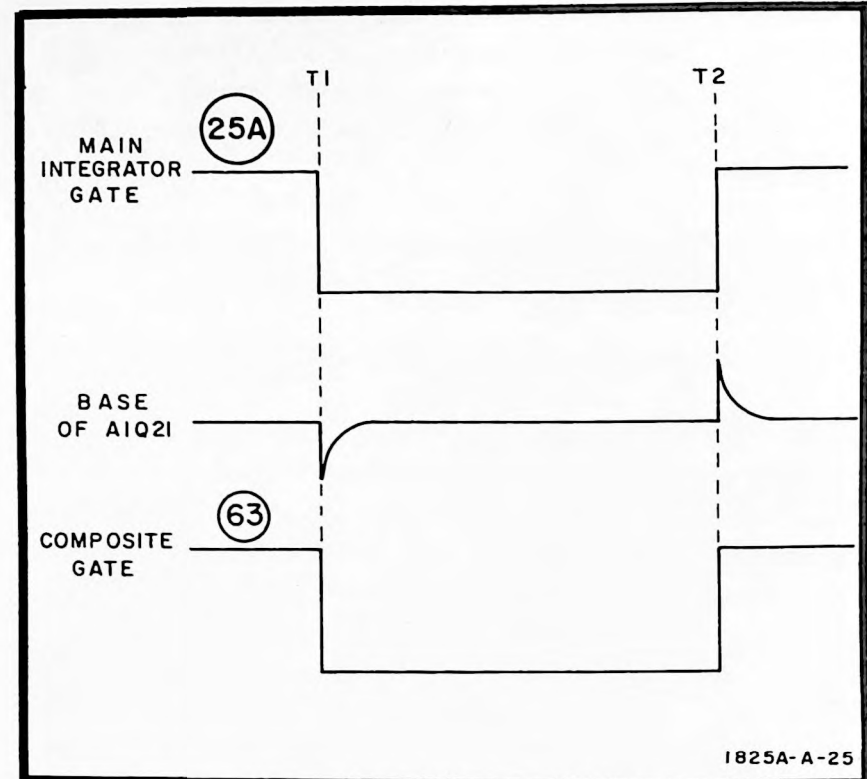 T1 T2
25A
MAIN
INTEGRATOR
GATE
BASE
OF A1Q21
63
COMPOSITE
GATE
1825A-A-25